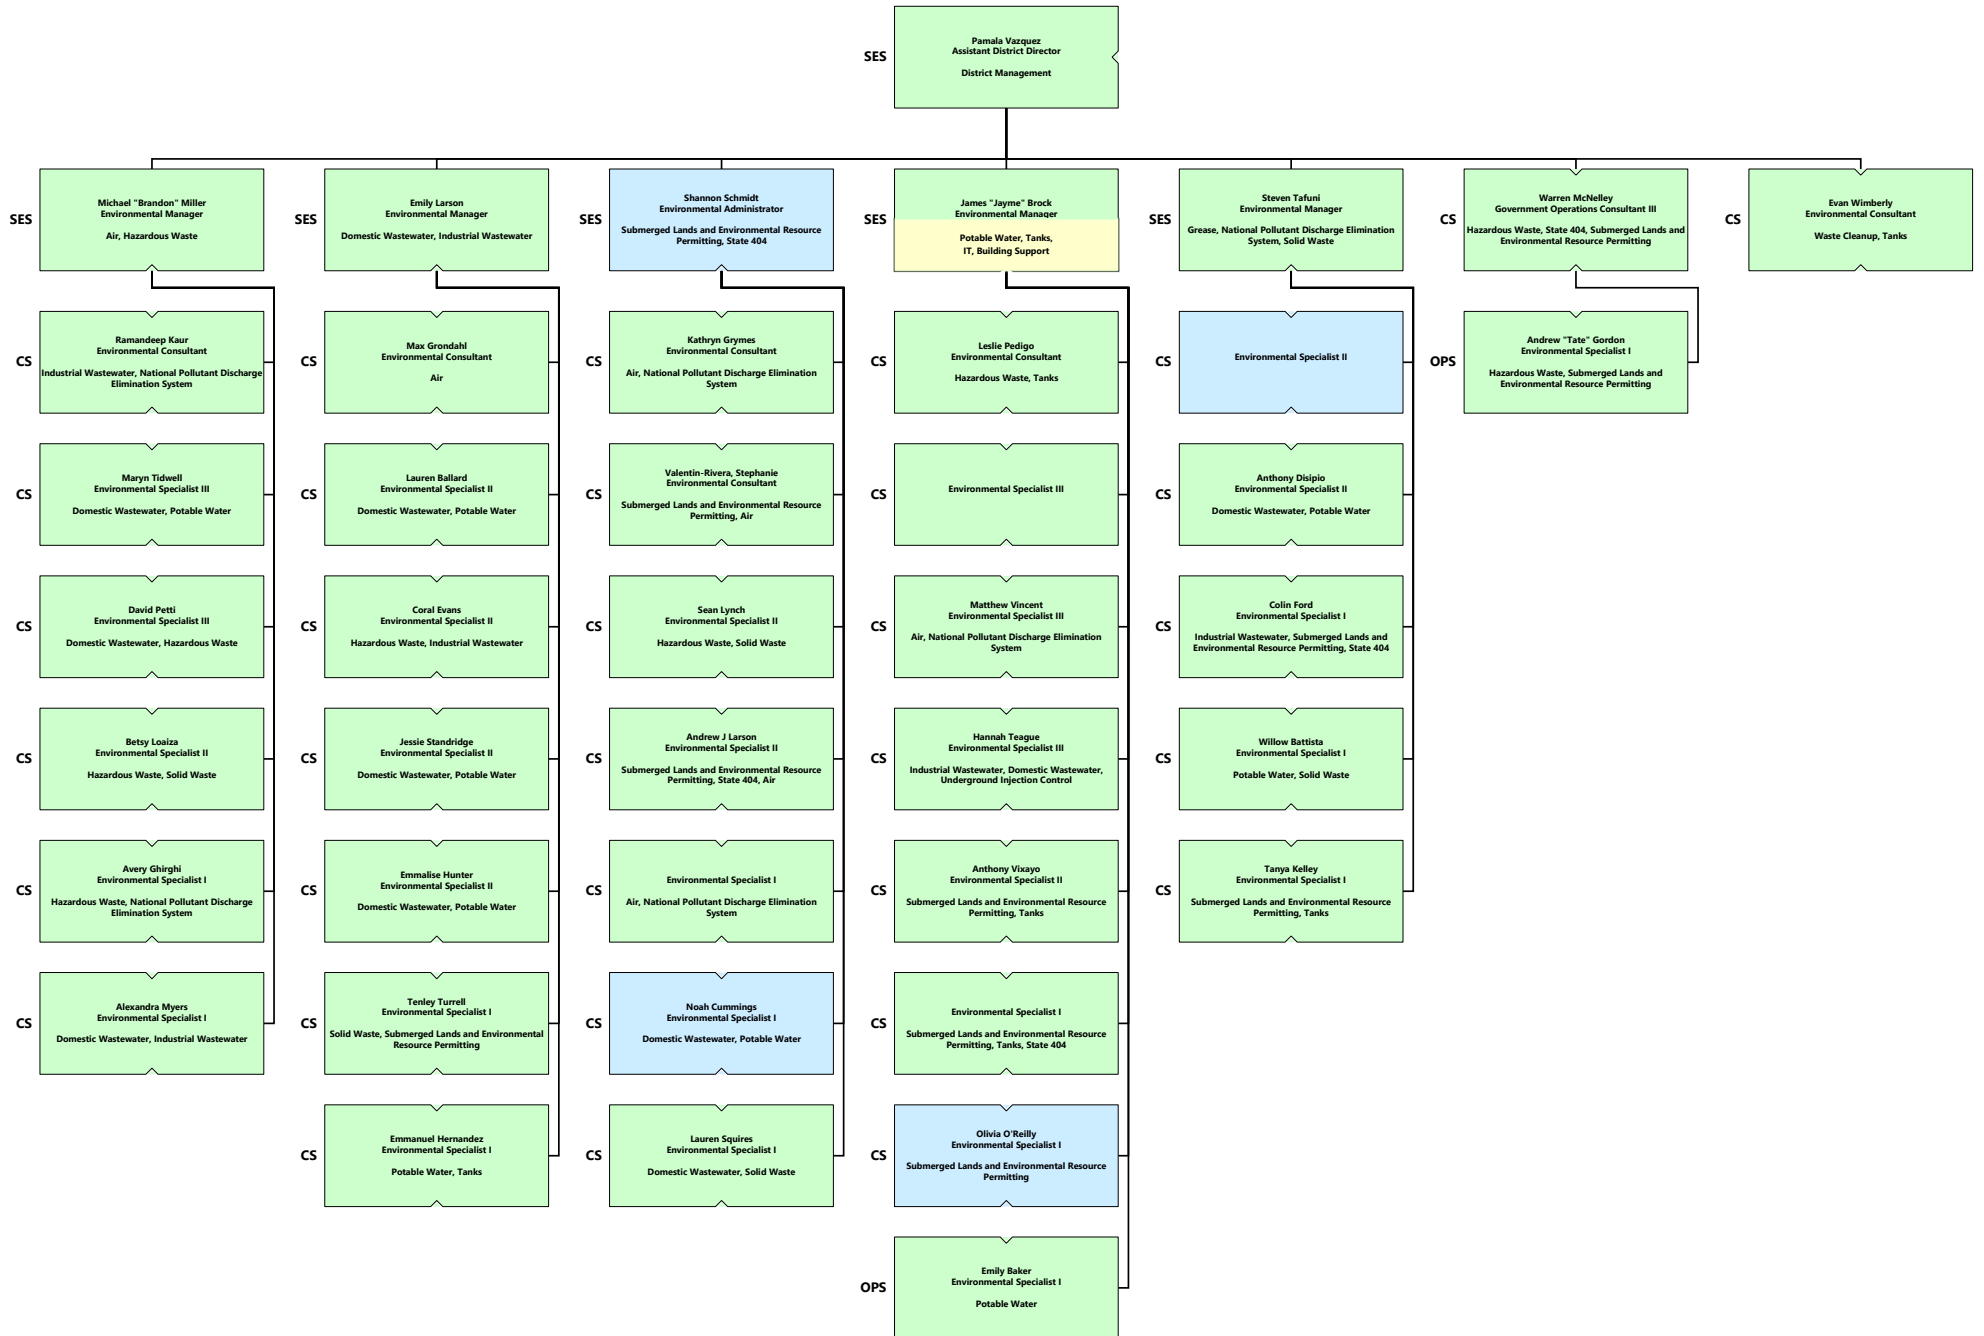 SES
Pamala Vazquez
Assistant District Director
District Management
SES
Michael "Brandon" Miller
Environmental Manager
Air, Hazardous Waste
SES
Emily Larson
Environmental Manager
Domestic Wastewater, Industrial Wastewater
SES
Shannon Schmidt
Environmental Administrator
Submerged Lands and Environmental Resource
Permitting, State 404
SES
James "Jayme" Brock
Environmental Manager
Potable Water, Tanks,
IT, Building Support
SES
Steven Tafuni
Environmental Manager
Grease, National Pollutant Discharge Elimination
System, Solid Waste
CS
Warren McNelley
Government Operations Consultant III
Hazardous Waste, State 404, Submerged Lands and
Environmental Resource Permitting
CS
Evan Wimberly
Environmental Consultant
Waste Cleanup, Tanks
CS
Ramandeep Kaur
Environmental Consultant
Industrial Wastewater, National Pollutant Discharge
Elimination System
CS
Max Grondahl
Environmental Consultant
Air
CS
Kathryn Grymes
Environmental Consultant
Air, National Pollutant Discharge Elimination
System
CS
Leslie Pedigo
Environmental Consultant
Hazardous Waste, Tanks
CS
Environmental Specialist II
OPS
Andrew "Tate" Gordon
Environmental Specialist I
Hazardous Waste, Submerged Lands and
Environmental Resource Permitting
CS
Maryn Tidwell
Environmental Specialist III
Domestic Wastewater, Potable Water
CS
Lauren Ballard
Environmental Specialist II
Domestic Wastewater, Potable Water
CS
Valentin-Rivera, Stephanie
Environmental Consultant
Submerged Lands and Environmental Resource
Permitting, Air
CS
Environmental Specialist III
CS
Anthony Disipio
Environmental Specialist II
Domestic Wastewater, Potable Water
CS
David Petti
Environmental Specialist III
Domestic Wastewater, Hazardous Waste
CS
Coral Evans
Environmental Specialist II
Hazardous Waste, Industrial Wastewater
CS
Sean Lynch
Environmental Specialist II
Hazardous Waste, Solid Waste
CS
Matthew Vincent
Environmental Specialist III
Air, National Pollutant Discharge Elimination
System
CS
Colin Ford
Environmental Specialist I
Industrial Wastewater, Submerged Lands and
Environmental Resource Permitting, State 404
CS
Betsy Loaiza
Environmental Specialist II
Hazardous Waste, Solid Waste
CS
Jessie Standridge
Environmental Specialist II
Domestic Wastewater, Potable Water
CS
Andrew J Larson
Environmental Specialist II
Submerged Lands and Environmental Resource
Permitting, State 404, Air
CS
Hannah Teague
Environmental Specialist III
Industrial Wastewater, Domestic Wastewater,
Underground Injection Control
CS
Willow Battista
Environmental Specialist I
Potable Water, Solid Waste
CS
Avery Ghirghi
Environmental Specialist I
Hazardous Waste, National Pollutant Discharge
Elimination System
CS
Emmalise Hunter
Environmental Specialist II
Domestic Wastewater, Potable Water
CS
Environmental Specialist I
Air, National Pollutant Discharge Elimination
System
CS
Anthony Vixayo
Environmental Specialist II
Submerged Lands and Environmental Resource
Permitting, Tanks
CS
Tanya Kelley
Environmental Specialist I
Submerged Lands and Environmental Resource
Permitting, Tanks
CS
Alexandra Myers
Environmental Specialist I
Domestic Wastewater, Industrial Wastewater
CS
Tenley Turrell
Environmental Specialist I
Solid Waste, Submerged Lands and Environmental
Resource Permitting
CS
Noah Cummings
Environmental Specialist I
Domestic Wastewater, Potable Water
CS
Environmental Specialist I
Submerged Lands and Environmental Resource
Permitting, Tanks, State 404
CS
Emmanuel Hernandez
Environmental Specialist I
Potable Water, Tanks
CS
Lauren Squires
Environmental Specialist I
Domestic Wastewater, Solid Waste
CS
Olivia O'Reilly
Environmental Specialist I
Submerged Lands and Environmental Resource
Permitting
OPS
Emily Baker
Environmental Specialist I
Potable Water